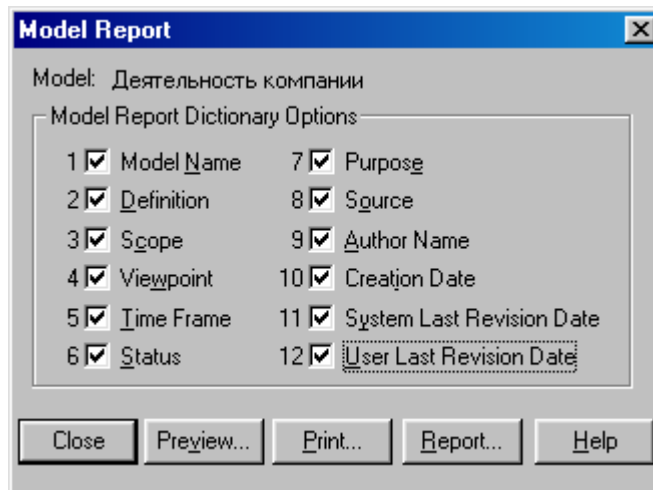 Model Report
Model: Деятельность компании
Model Report Dictionary Options
1 Model Name
2 Definition
3 Scope
4 Viewpoint
5 Time Frame
6 Status
7 Purpose
8 Source
9 Author Name
10 Creation Date
11 System Last Revision Date
12 User Last Revision Date
Close Preview... Print... Report... Help